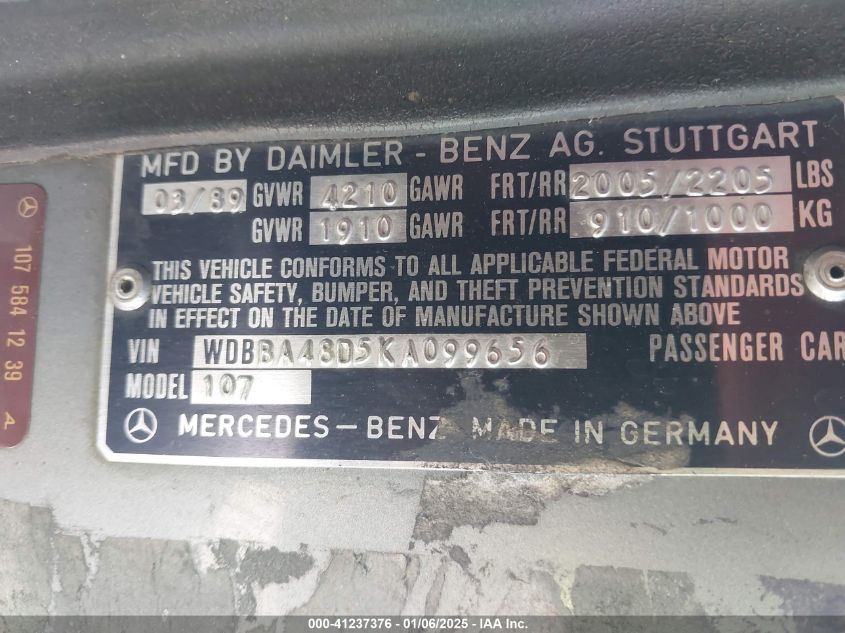 MFD BY DAIMLER - BENZ AG. STUTTGART
03/89 GVWR 4210 GAWR FRT/RR 2005/2205 LBS
GVWR 1910 GAWR FRT/RR 910/1000 KG
THIS VEHICLE CONFORMS TO ALL APPLICABLE FEDERAL MOTOR
VEHICLE SAFETY, BUMPER, AND THEFT PREVENTION STANDARDS
IN EFFECT ON THE DATE OF MANUFACTURE SHOWN ABOVE
VIN WDBBA48D5KA099656 PASSENGER CAR
MODEL 107
MERCEDES-BENZ MADE IN GERMANY
107 584 12 39 A
000-41237376 | 01/06/2025 | © IAA Inc.